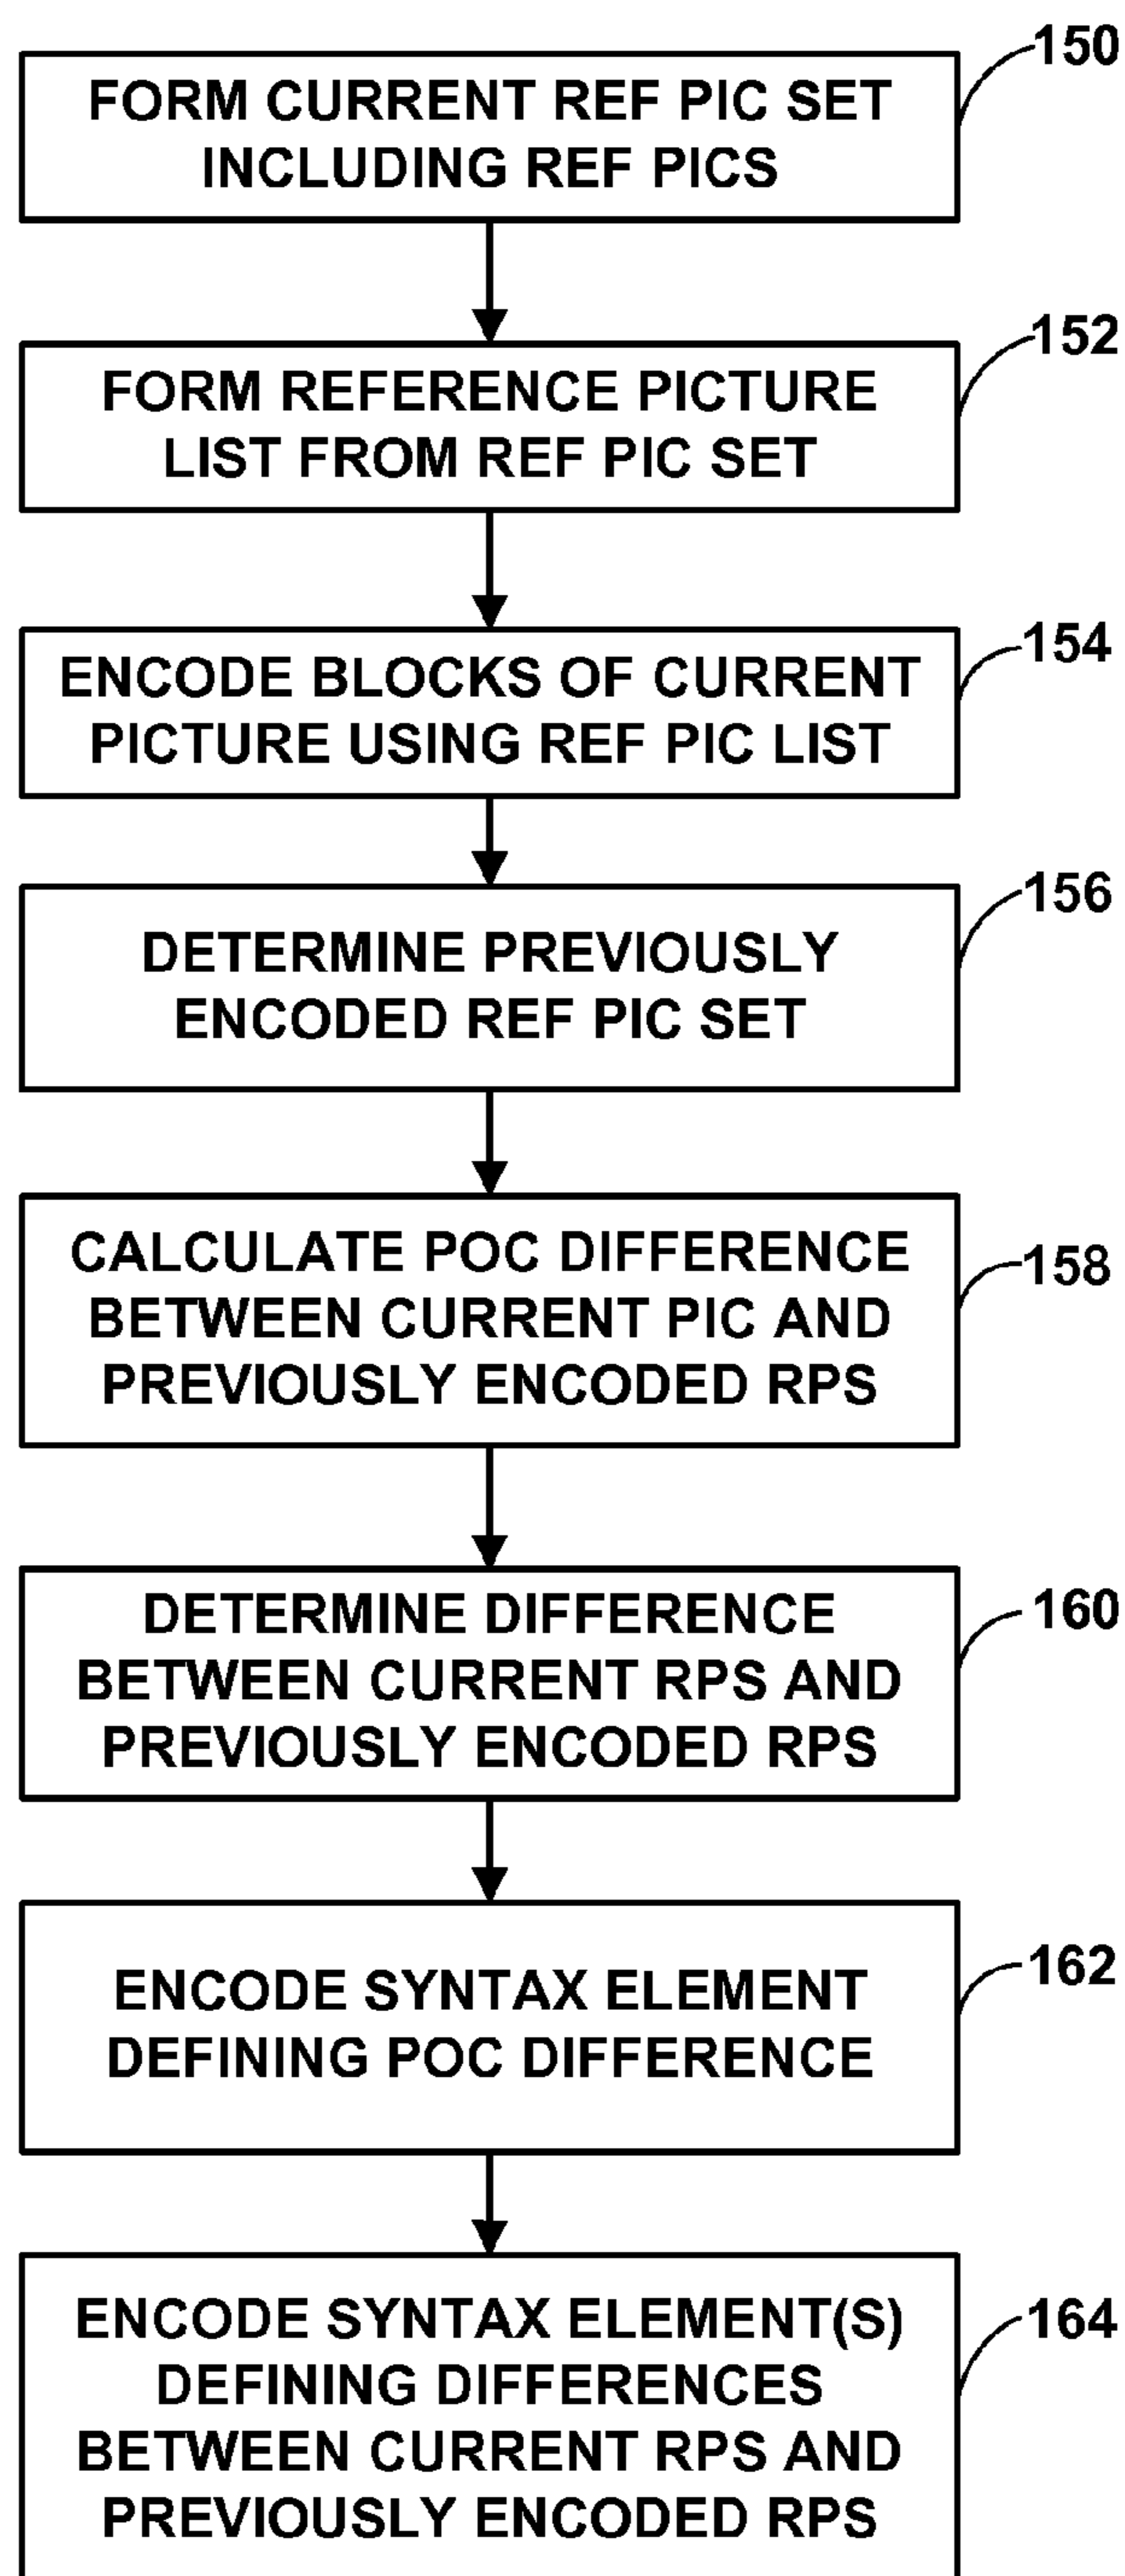 150
FORM CURRENT REF PIC SET
INCLUDING REF PICS
152
FORM REFERENCE PICTURE
LIST FROM REF PIC SET
154
ENCODE BLOCKS OF CURRENT
PICTURE USING REF PIC LIST
156
DETERMINE PREVIOUSLY
ENCODED REF PIC SET
158
CALCULATE POC DIFFERENCE
BETWEEN CURRENT PIC AND
PREVIOUSLY ENCODED RPS
160
DETERMINE DIFFERENCE
BETWEEN CURRENT RPS AND
PREVIOUSLY ENCODED RPS
162
ENCODE SYNTAX ELEMENT
DEFINING POC DIFFERENCE
164
ENCODE SYNTAX ELEMENT(S)
DEFINING DIFFERENCES
BETWEEN CURRENT RPS AND
PREVIOUSLY ENCODED RPS